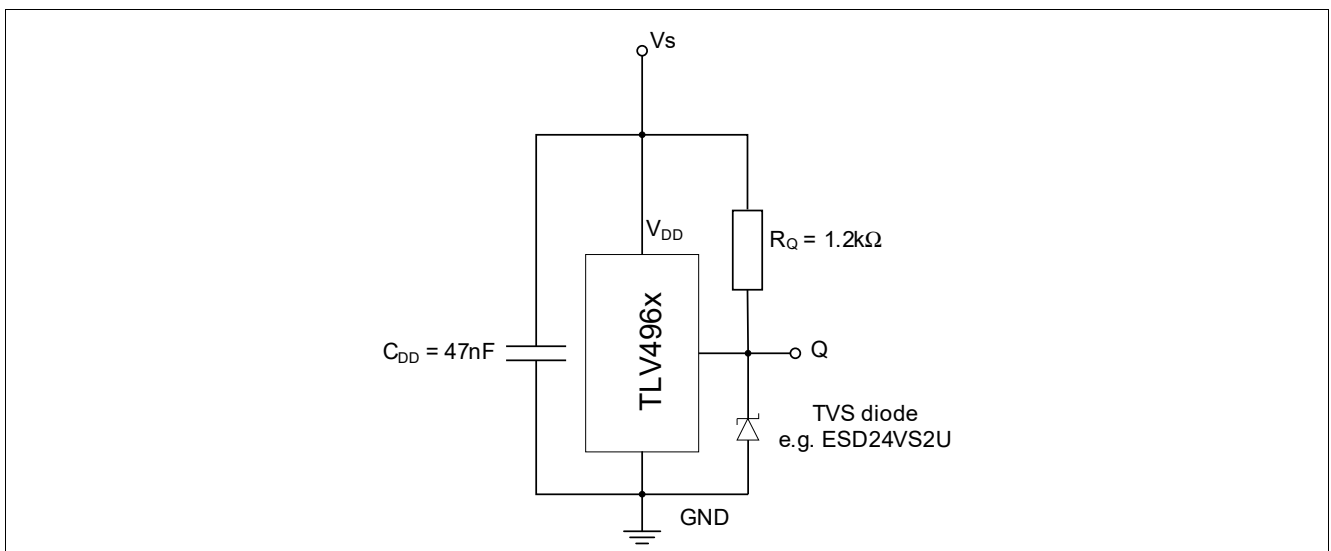 Vs
VDD
RQ = 1.2kΩ
TLV496x
CDD = 47nF
Q
TVS diode
e.g. ESD24VS2U
GND